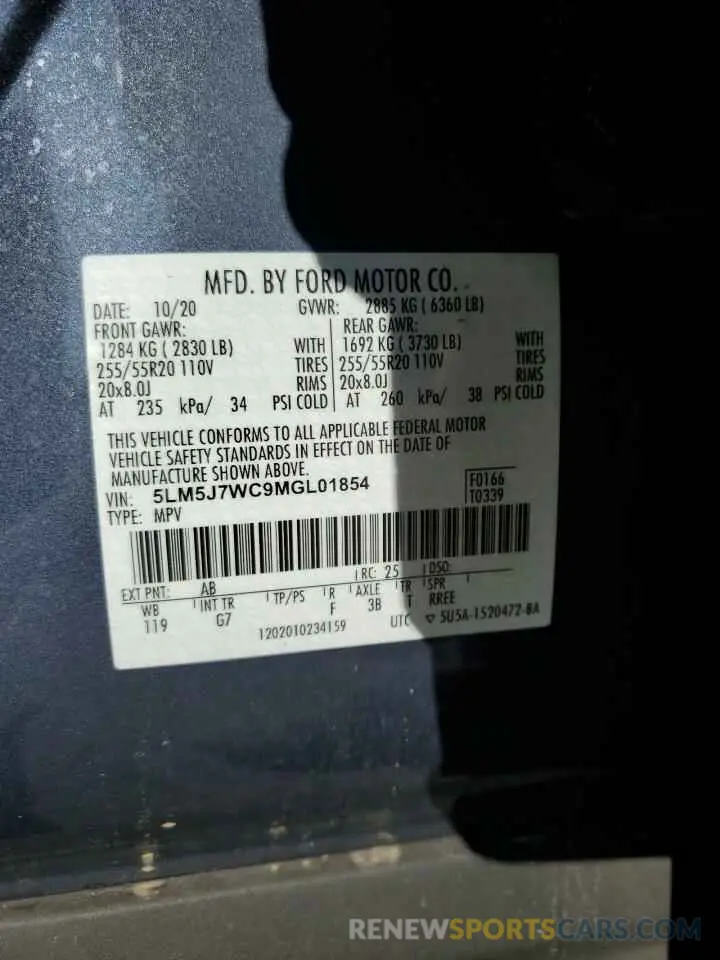 MFD. BY FORD MOTOR CO.
DATE: 10/20 GVWR: 2885 KG ( 6360 LB)
FRONT GAWR: REAR GAWR:
1284 KG ( 2830 LB) WITH 1692 KG ( 3730 LB) WITH
255/55R20 110V TIRES 255/55R20 110V TIRES
20x8.0J RIMS 20x8.0J RIMS
AT 235 kPa/ 34 PSI COLD AT 260 kPa/ 38 PSI COLD
THIS VEHICLE CONFORMS TO ALL APPLICABLE FEDERAL MOTOR
VEHICLE SAFETY STANDARDS IN EFFECT ON THE DATE OF
MANUFACTURE SHOWN ABOVE.
VIN: 5LM5J7WC9MGL01854 F0166
TYPE: MPV T0339
EXT PNT: AB RC: 25 DSO:
WB INT TR TP/PS R AXLE TR SPR
119 G7 F 3B T RREE
1202010234159 UTC ▽ 5U5A-1520472-BA
RENEWSPORTSCARS.COM